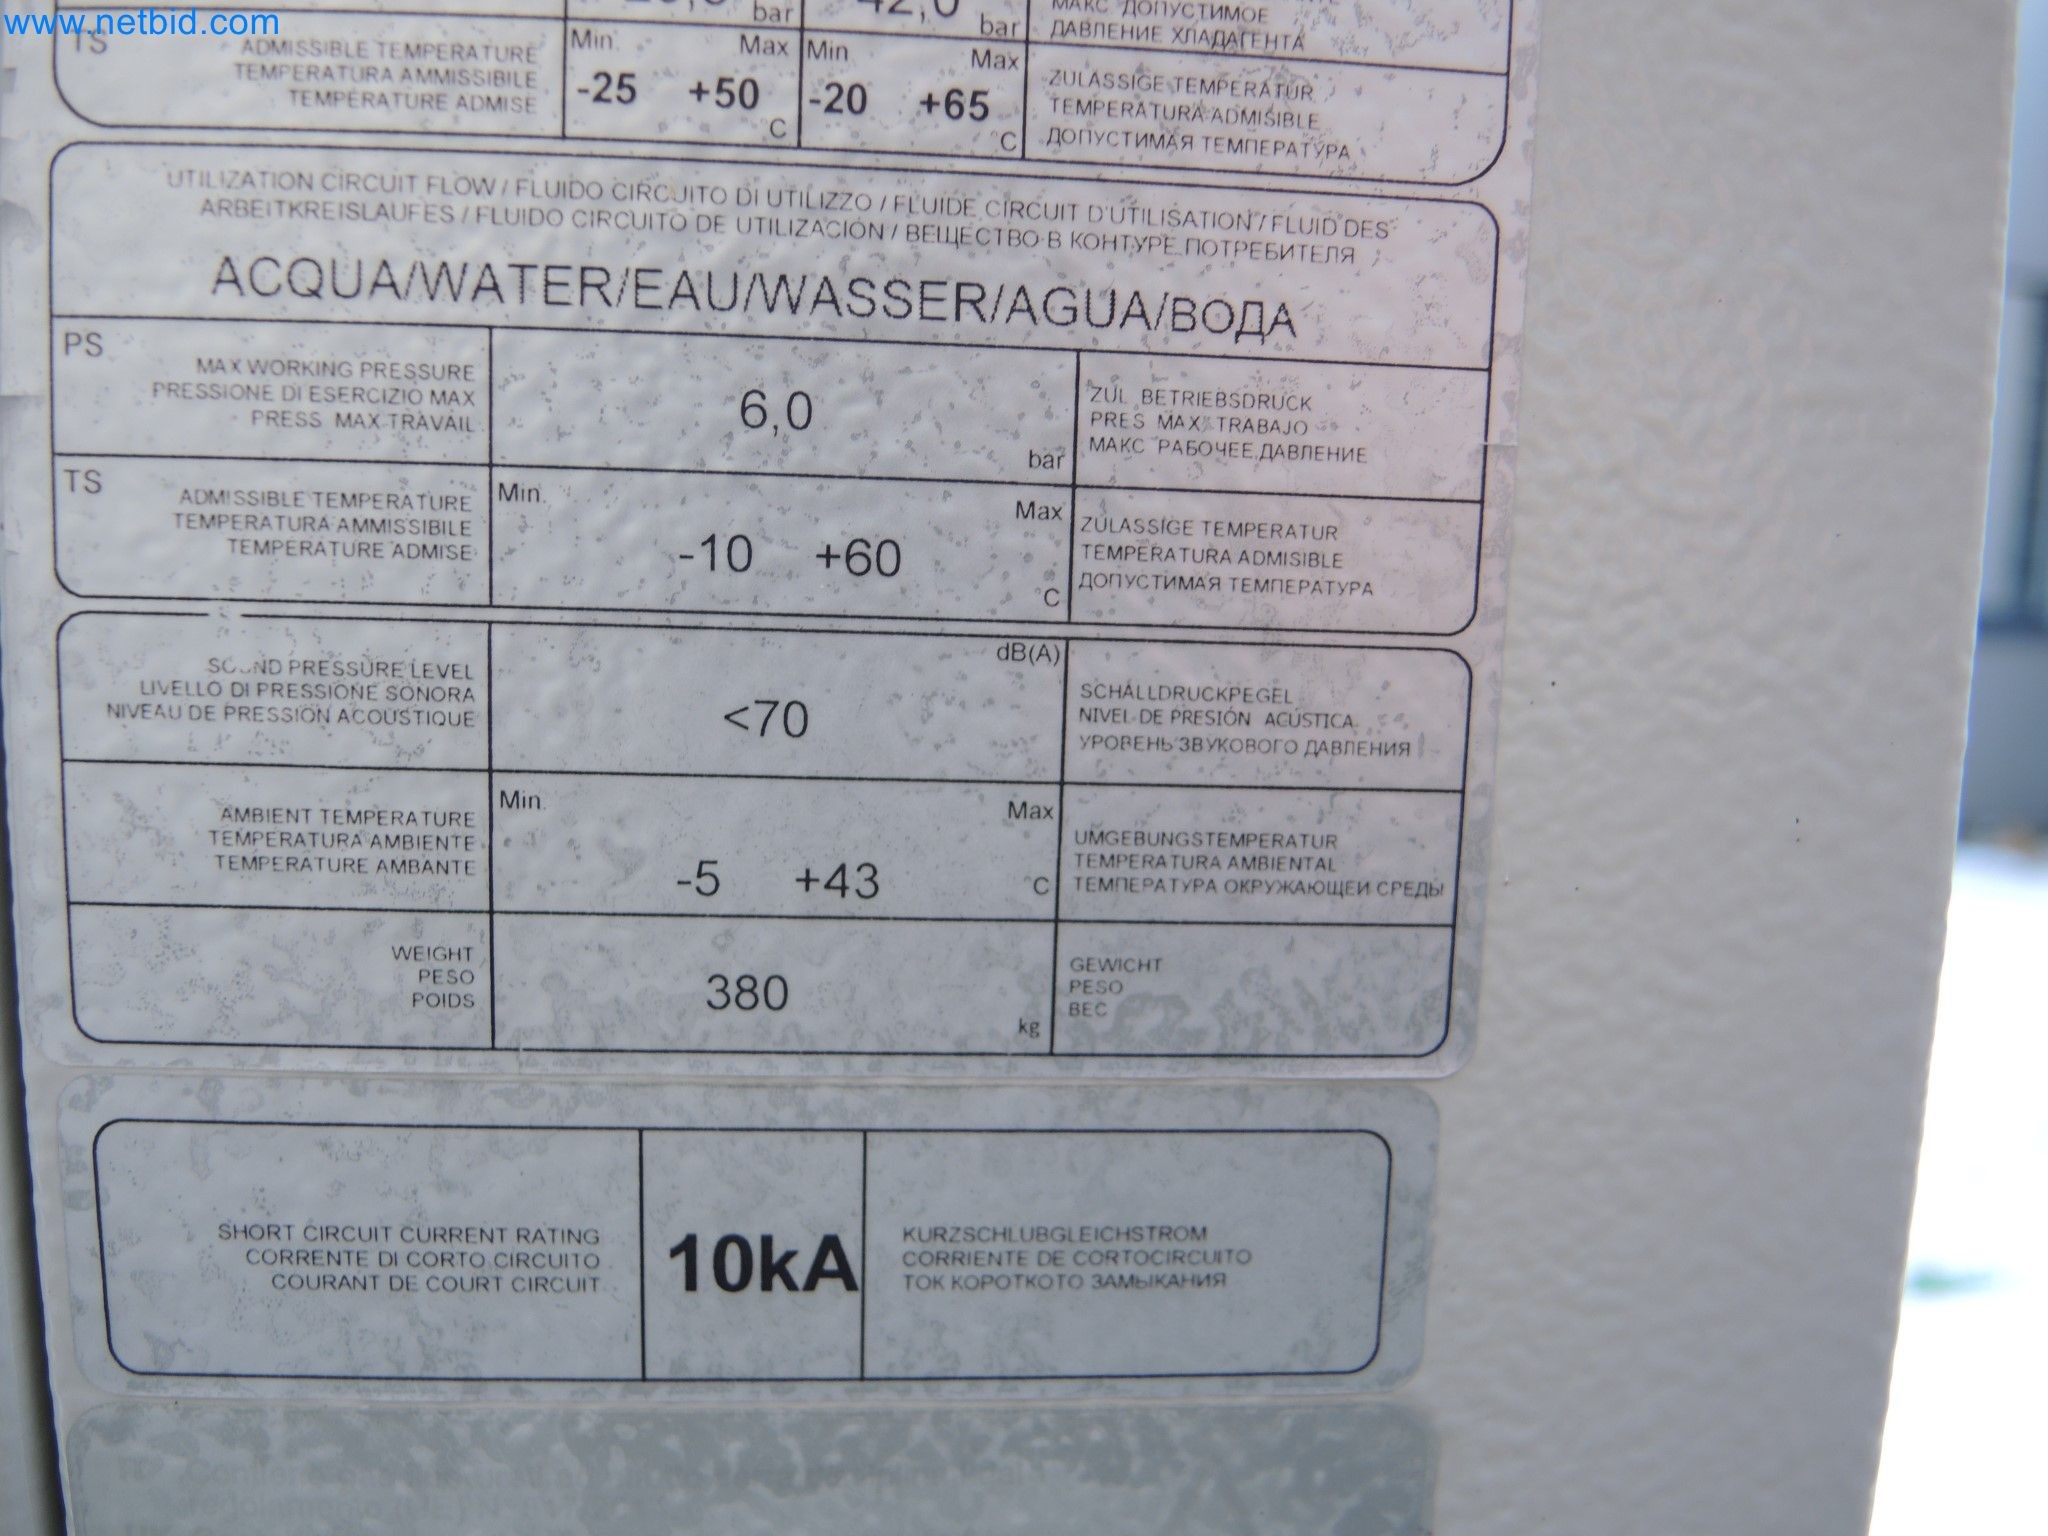 www.netbid.com
bar
42,0
bar
МАКС ДОПУСТИМОЕ
ДАВЛЕНИЕ ХЛАДАГЕНТА
TS
ADMISSIBLE TEMPERATURE
TEMPERATURA AMMISSIBILE
TEMPERATURE ADMISE
Min. Max
-25 +50
°C
Min Max
-20 +65
°C
ZULASSIGE TEMPERATUR
TEMPERATURA ADMISIBLE
ДОПУСТИМАЯ ТЕМПЕРАТУРА
UTILIZATION CIRCUIT FLOW / FLUIDO CIRCUITO DI UTILIZZO / FLUIDE CIRCUIT D'UTILISATION / FLUID DES
ARBEITKREISLAUFES / FLUIDO CIRCUITO DE UTILIZACIÓN / ВЕЩЕСТВО В КОНТУРЕ ПОТРЕБИТЕЛЯ
ACQUA/WATER/EAU/WASSER/AGUA/ВОДА
PS
MAX WORKING PRESSURE
PRESSIONE DI ESERCIZIO MAX
PRESS MAX TRAVAIL
6,0
bar
ZUL BETRIEBSDRUCK
PRES MAX TRABAJO
МАКС РАБОЧЕЕ ДАВЛЕНИЕ
TS
ADMISSIBLE TEMPERATURE
TEMPERATURA AMMISSIBILE
TEMPERATURE ADMISE
Min. Max
-10 +60
°C
ZULASSIGE TEMPERATUR
TEMPERATURA ADMISIBLE
ДОПУСТИМАЯ ТЕМПЕРАТУРА
SOUND PRESSURE LEVEL
LIVELLO DI PRESSIONE SONORA
NIVEAU DE PRESSION ACOUSTIQUE
dB(A)
<70
SCHALLDRUCKPEGEL
NIVEL DE PRESIÓN ACÚSTICA
УРОВЕНЬ ЗВУКОВОГО ДАВЛЕНИЯ
AMBIENT TEMPERATURE
TEMPERATURA AMBIENTE
TEMPERATURE AMBANTE
Min. Max
-5 +43
°C
UMGEBUNGSTEMPERATUR
TEMPERATURA AMBIENTAL
ТЕМПЕРАТУРА ОКРУЖАЮЩЕИ СРЕДЫ
WEIGHT
PESO
POIDS
380
kg
GEWICHT
PESO
ВЕС
SHORT CIRCUIT CURRENT RATING
CORRENTE DI CORTO CIRCUITO
COURANT DE COURT CIRCUIT
10kA
KURZSCHLUBGLEICHSTROM
CORRIENTE DE CORTOCIRCUITO
ТОК КОРОТКОТО ЗАМЫКАНИЯ